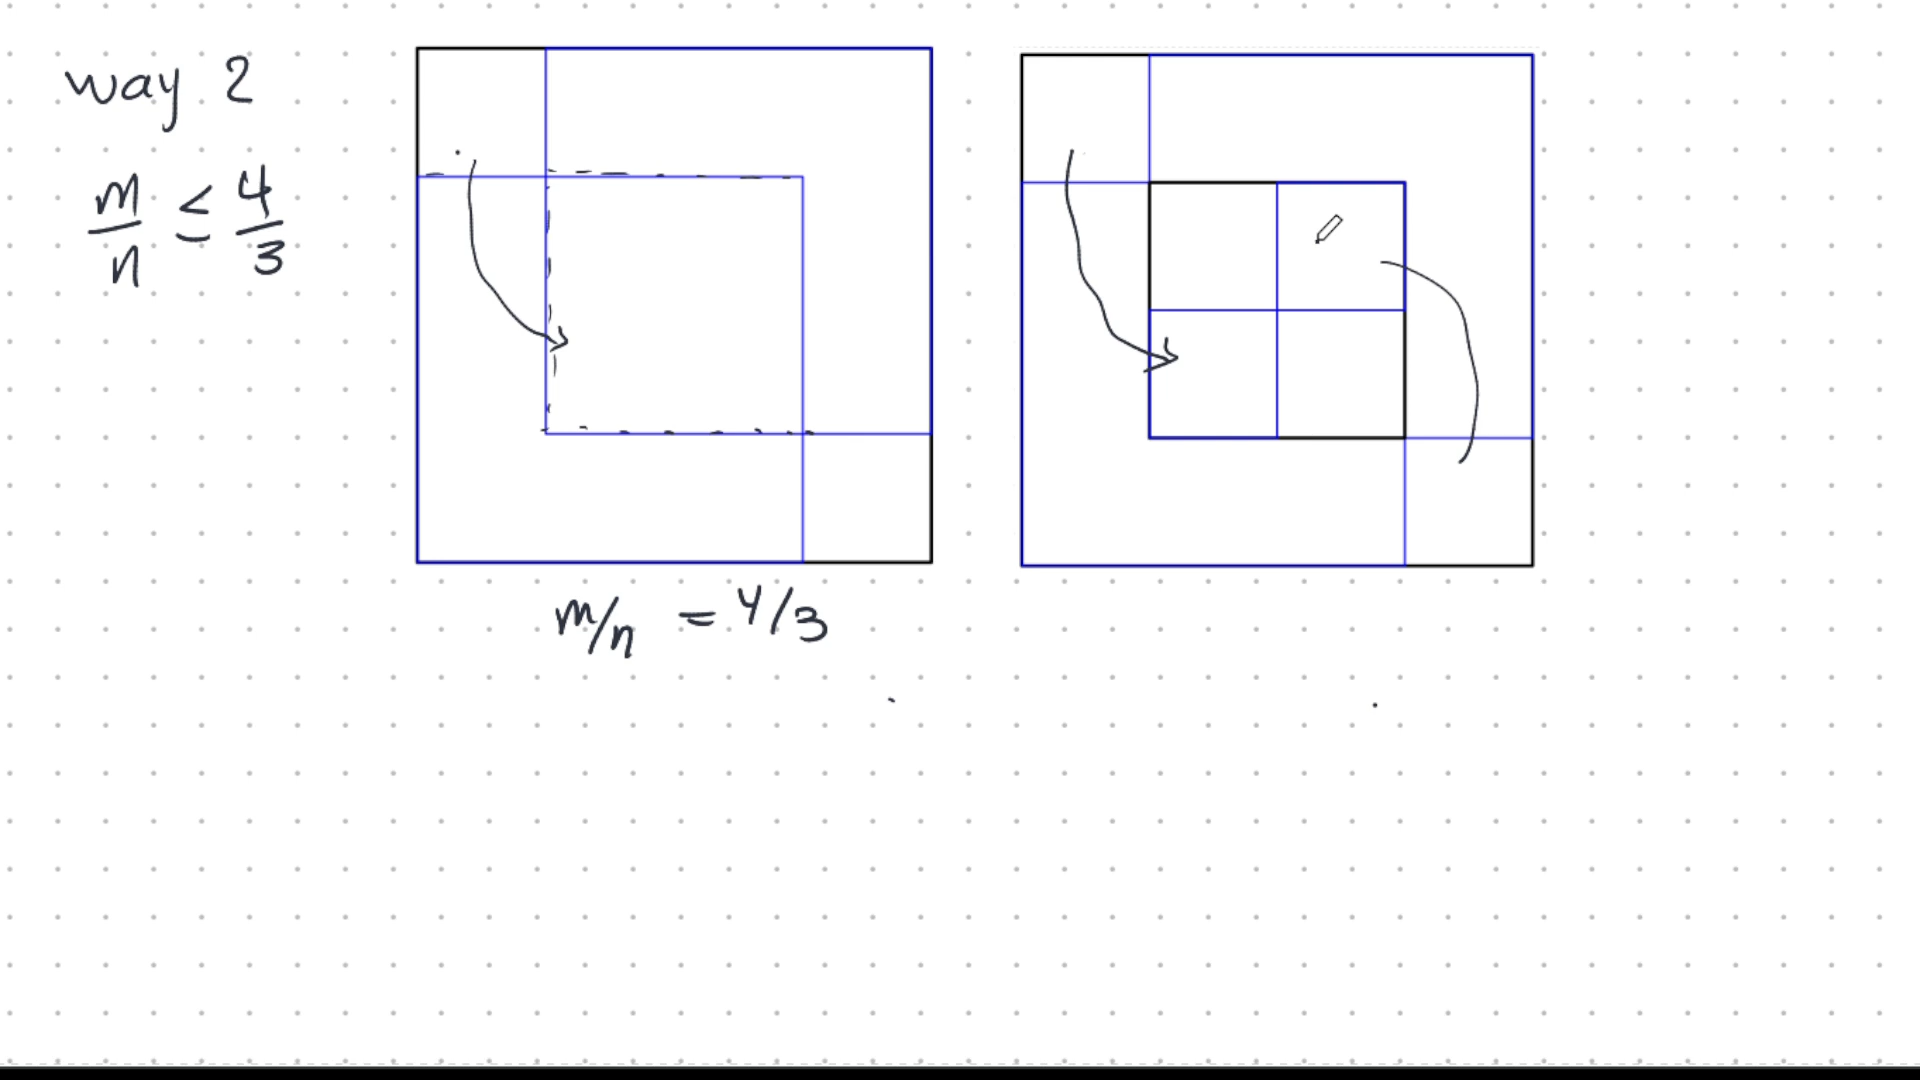 way 2
m/n ≤ 4/3
m/n = 4/3